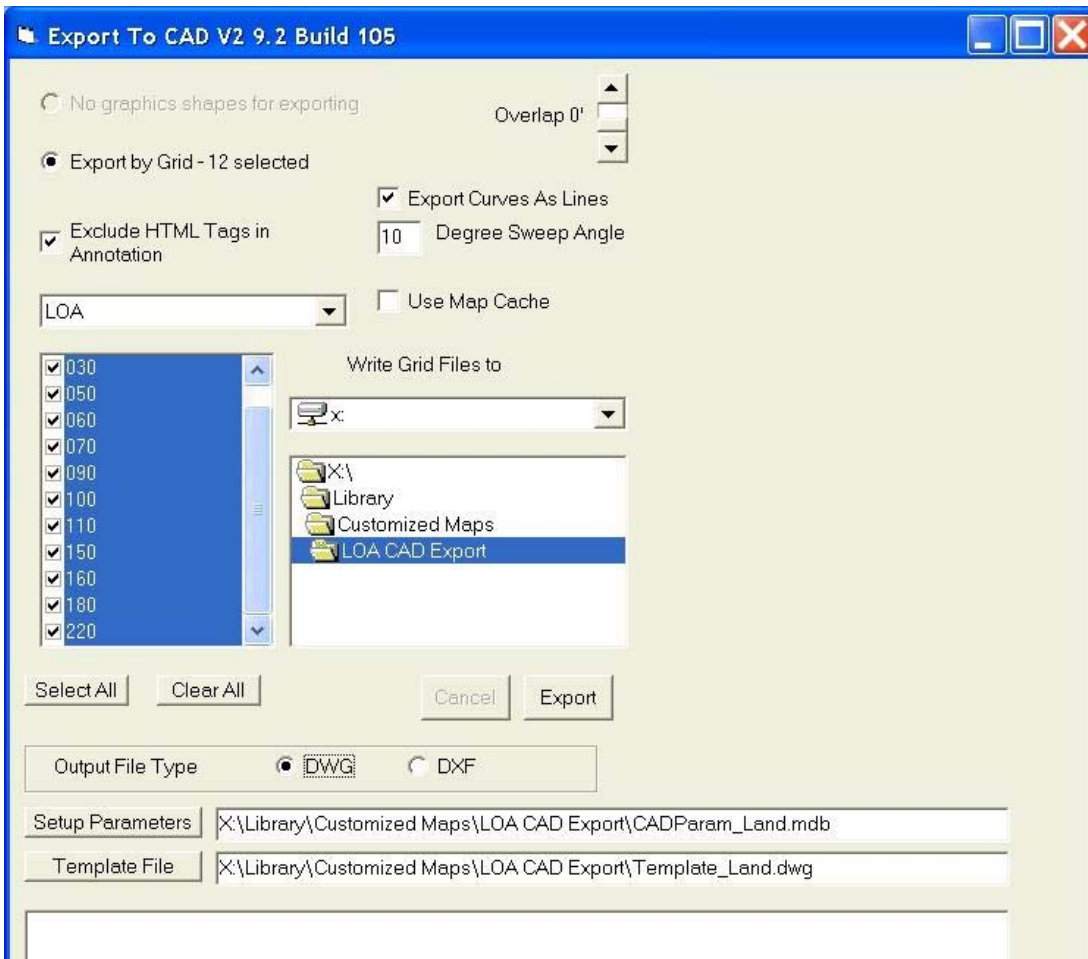 Export To CAD V2 9.2 Build 105
No graphics shapes for exporting
Overlap 0'
Export by Grid - 12 selected
Export Curves As Lines
Exclude HTML Tags in
Annotation
10 Degree Sweep Angle
LOA
Use Map Cache
Write Grid Files to
030
050
060
070
090
100
110
150
160
180
220
x:
X:\
Library
Customized Maps
LOA CAD Export
Select All Clear All Cancel Export
Output File Type DWG DXF
Setup Parameters X:\Library\Customized Maps\LOA CAD Export\CADParam_Land.mdb
Template File X:\Library\Customized Maps\LOA CAD Export\Template_Land.dwg